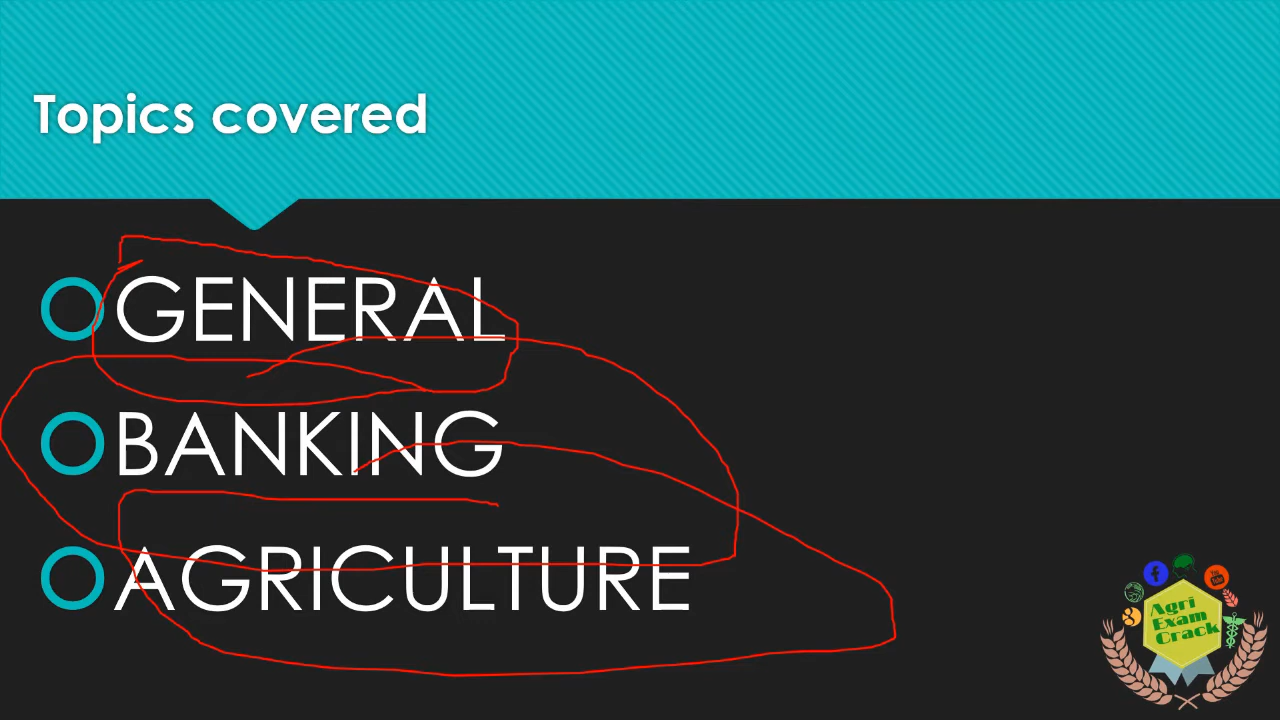 Topics covered
GENERAL
BANKING
AGRICULTURE
Agri
Exam
Crack